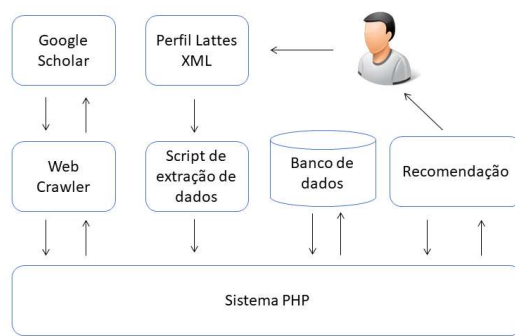 Google
Scholar
Perfil Lattes
XML
Web
Crawler
Script de
extração de
dados
Banco de
dados
Recomendação
Sistema PHP